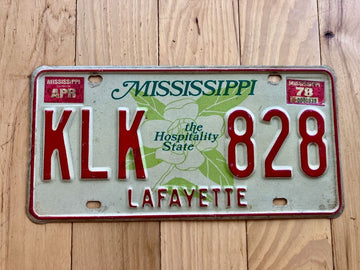 MISSISSIPPI
APR
MISSISSIPPI
MISSISSIPPI
78
KLK 828
the
Hospitality
State
LAFAYETTE